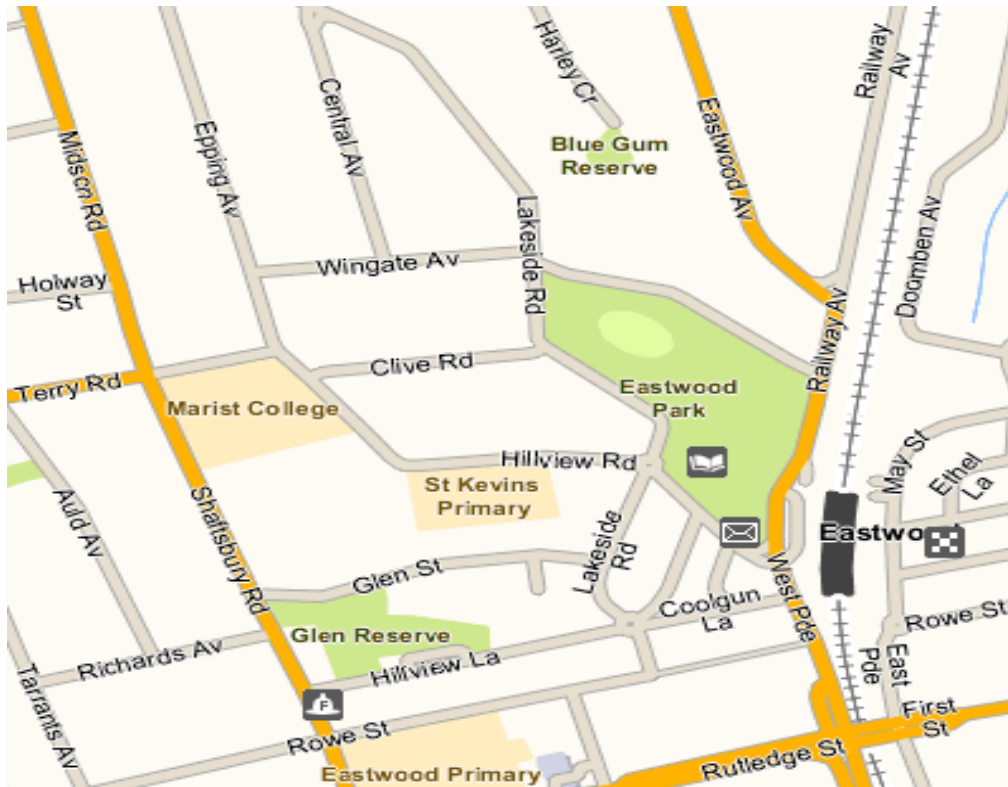 Harley Cr
Railway
Av
Central Av
Epping Av
Midson Rd
Eastwood Av
Blue Gum
Reserve
Doomben Av
Lakeside Rd
Wingate Av
Holway
St
Railway Av
Clive Rd
Terry Rd
Eastwood
Park
Marist College
May St
Ethel
La
Hillview Rd
St Kevins
Primary
Auld Av
Shaftsbury Rd
Lakeside
Rd
Eastwood
Glen St
West Pde
Coolgun
La
Rowe St
Glen Reserve
Richards Av
Hillview La
East
Pde
Tarrants Av
F
Rowe St
First
St
Rutledge St
Eastwood Primary